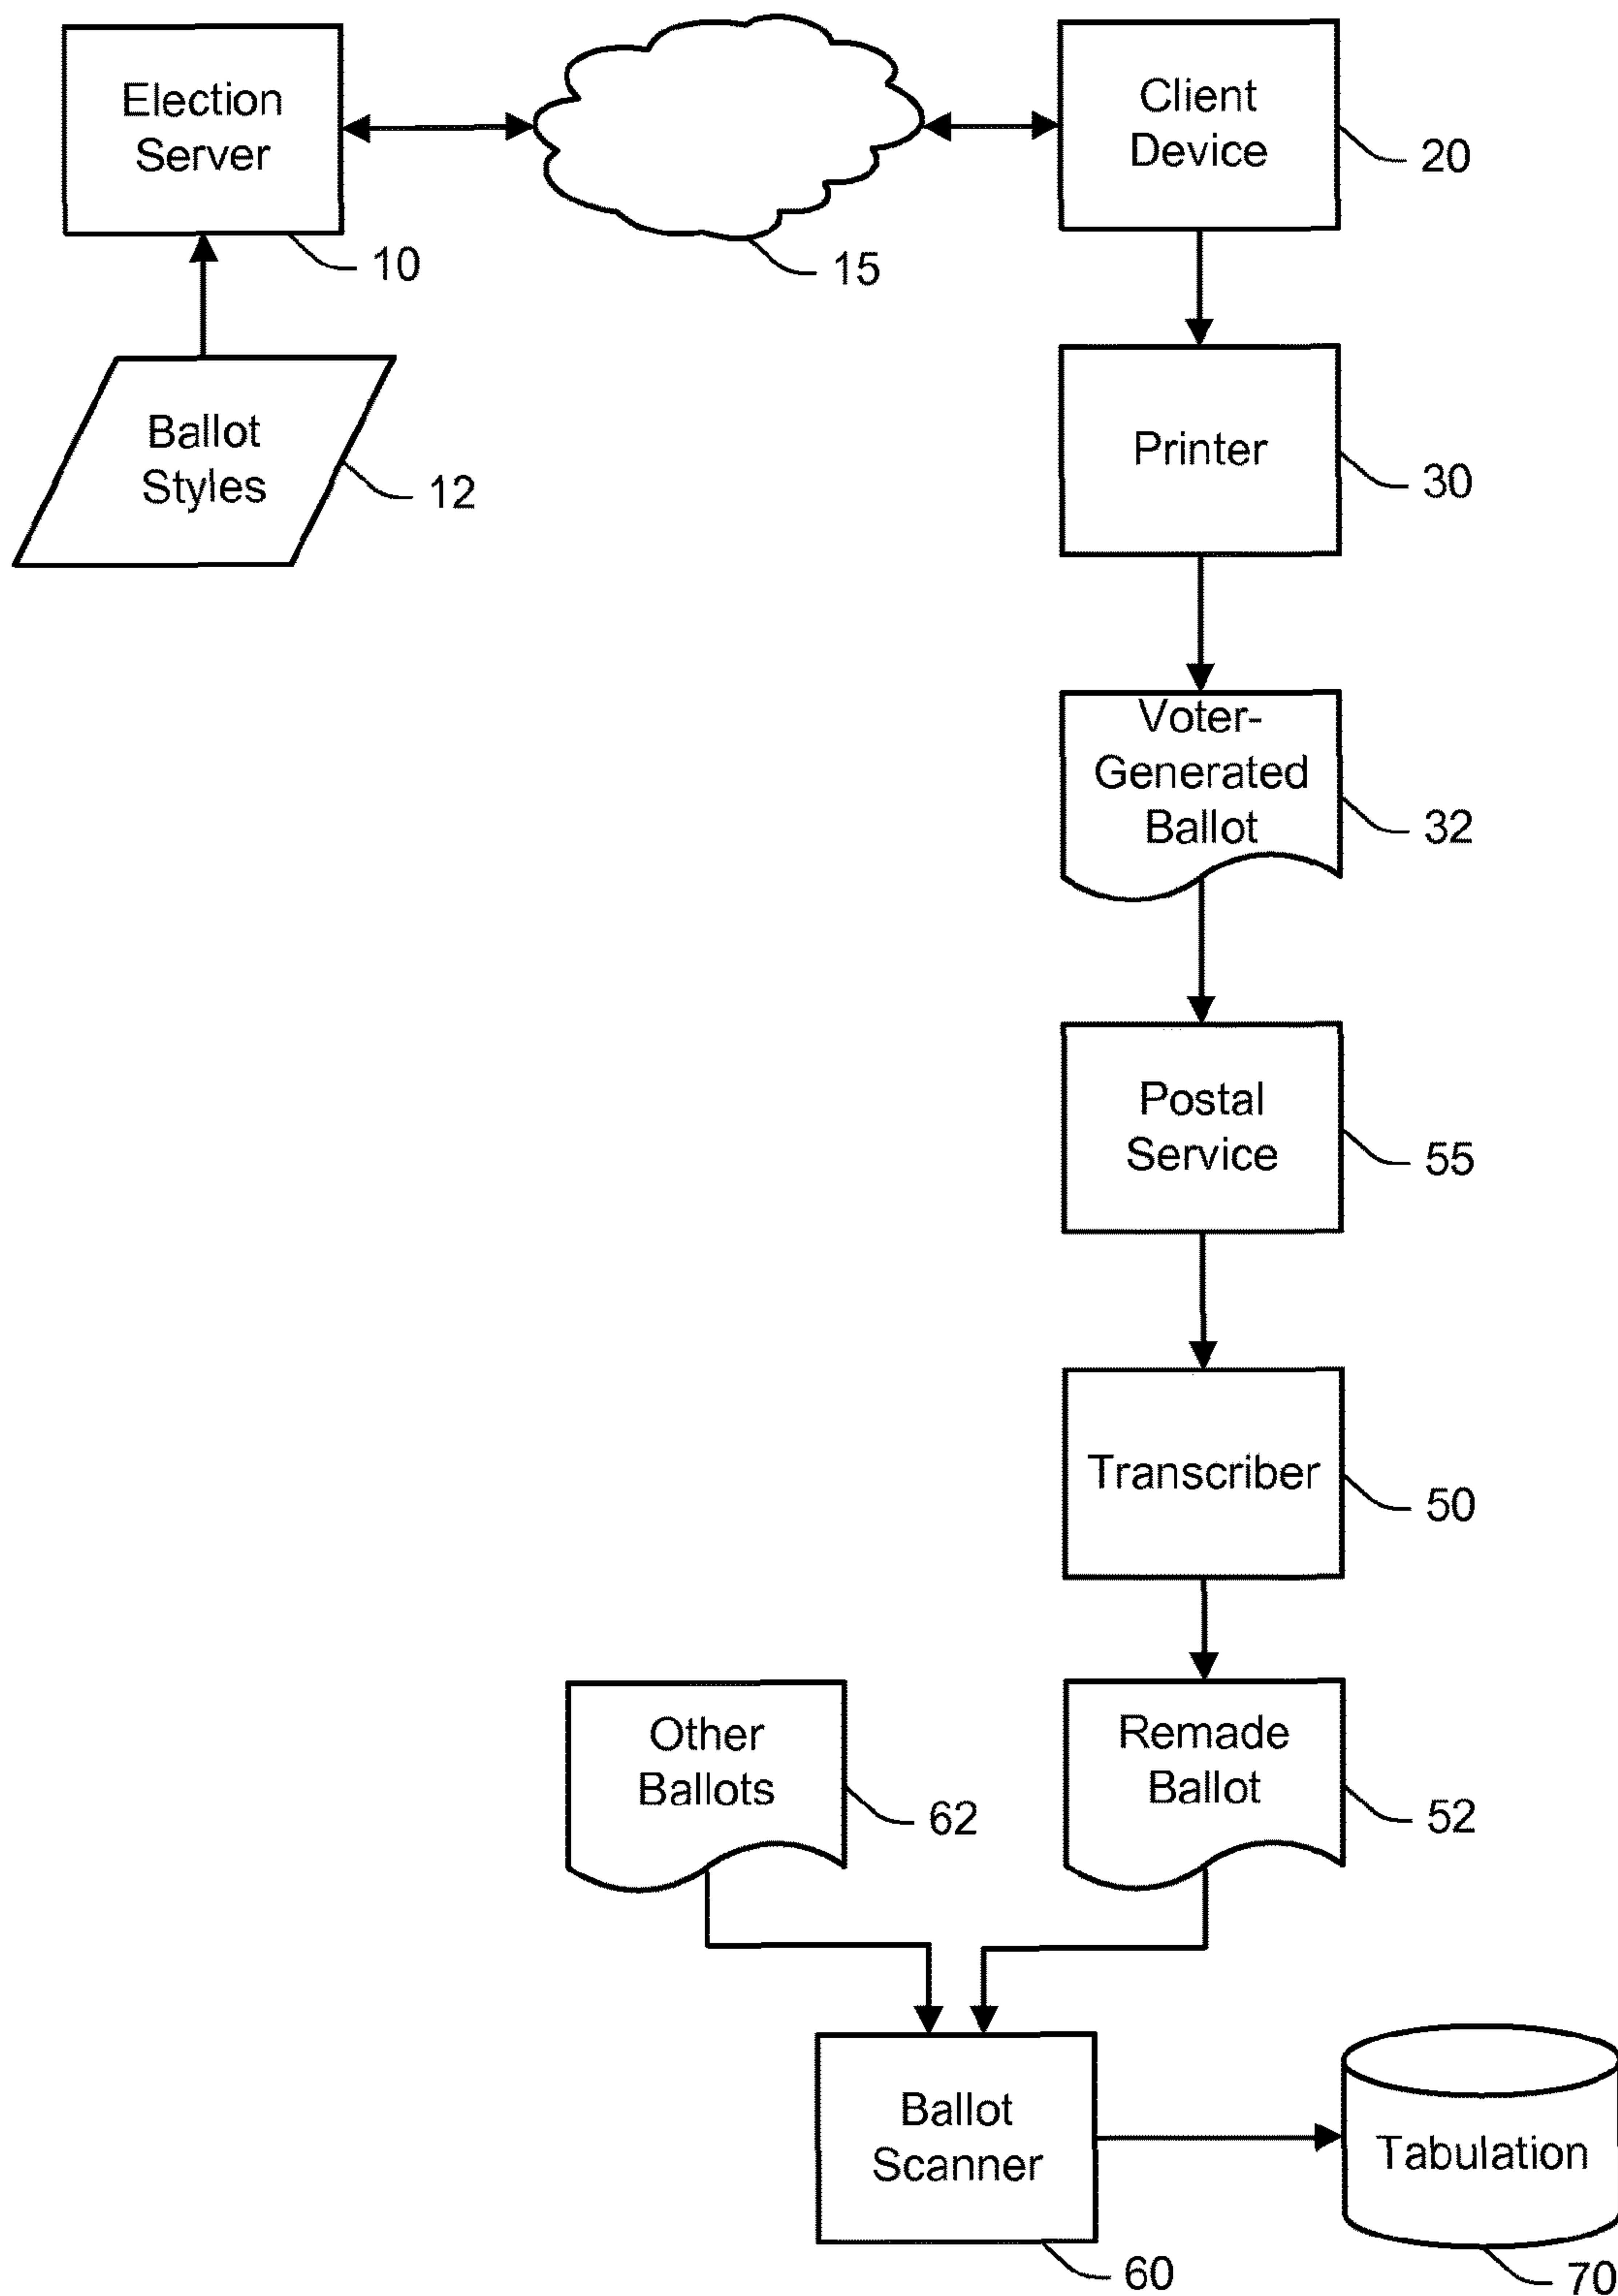 Election
Server
10
15
Client
Device
20
Ballot
Styles
12
Printer
30
Voter-
Generated
Ballot
32
Postal
Service
55
Transcriber
50
Other
Ballots
62
Remade
Ballot
52
Ballot
Scanner
60
Tabulation
70